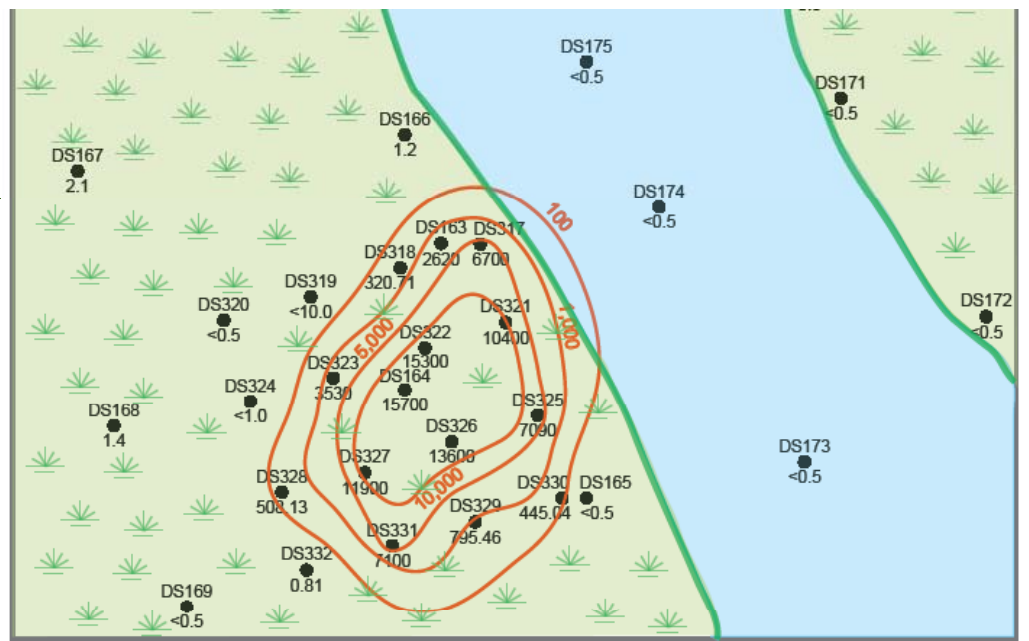 DS175
<0.5
DS171
<0.5
DS166
1.2
DS167
2.1
DS174
<0.5
100
DS163
2620
DS317
6700
DS318
320.71
DS319
<10.0
DS320
<0.5
DS321
10400
1,000
DS172
<0.5
5,000
DS322
15300
DS323
3530
DS164
15700
DS324
<1.0
DS168
1.4
DS325
7090
DS326
13600
DS173
<0.5
DS327
11900
10,000
DS328
508.13
DS330
445.04
DS165
<0.5
DS329
795.46
DS331
7100
DS332
0.81
DS169
<0.5